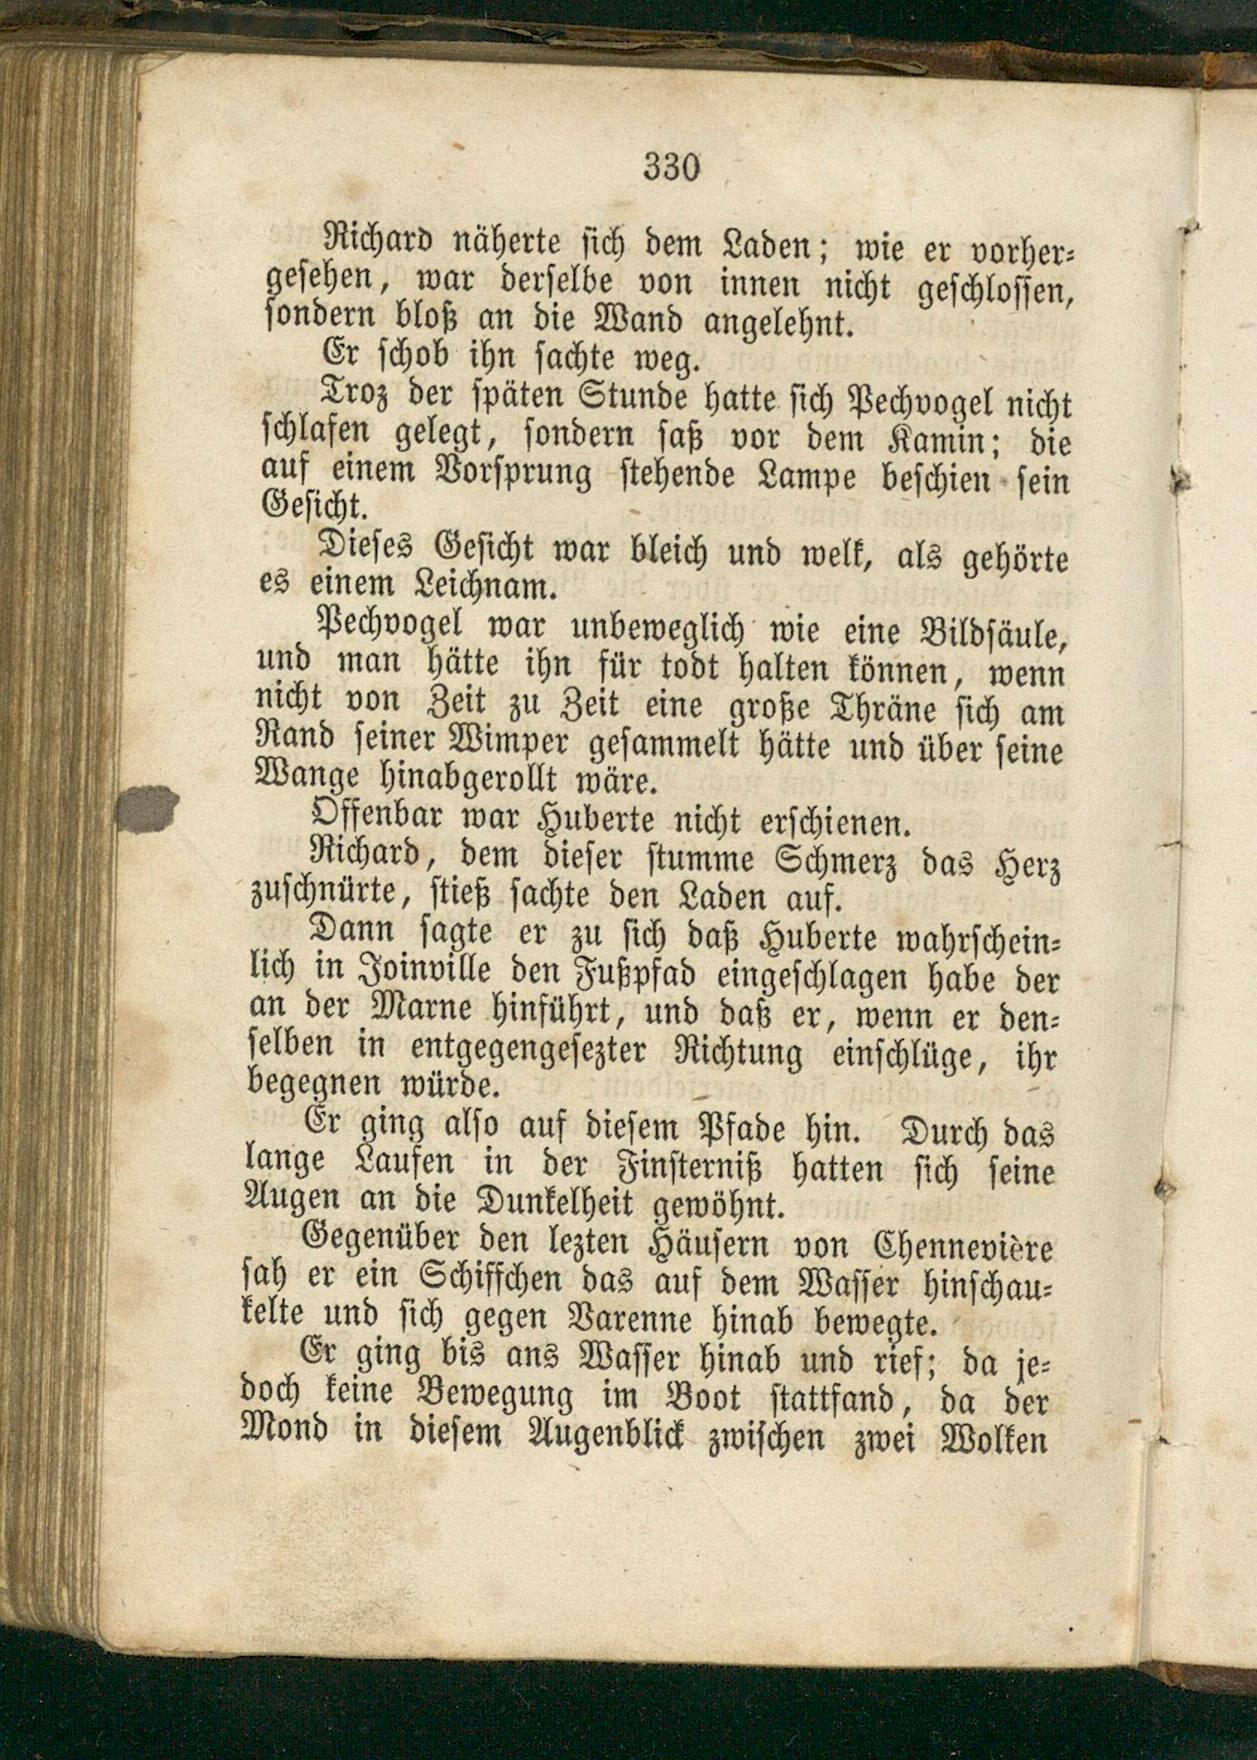 330
Richard näherte sich dem Laden; wie er vorher-
gesehen, war derselbe von innen nicht geschlossen,
sondern bloß an die Wand angelehnt.
Er schob ihn sachte weg.
Troz der späten Stunde hatte sich Pechvogel nicht
schlafen gelegt, sondern saß vor dem Kamin; die
auf einem Vorsprung stehende Lampe beschien sein
Gesicht.
Dieses Gesicht war bleich und welk, als gehörte
es einem Leichnam.
Pechvogel war unbeweglich wie eine Bildsäule,
und man hätte ihn für todt halten können, wenn
nicht von Zeit zu Zeit eine große Thräne sich am
Rand seiner Wimper gesammelt hätte und über seine
Wange hinabgerollt wäre.
Offenbar war Huberte nicht erschienen.
Richard, dem dieser stumme Schmerz das Herz
zuschnürte, stieß sachte den Laden auf.
Dann sagte er zu sich daß Huberte wahrschein-
lich in Joinville den Fußpfad eingeschlagen habe der
an der Marne hinführt, und daß er, wenn er den-
selben in entgegengesezter Richtung einschlüge, ihr
begegnen würde.
Er ging also auf diesem Pfade hin. Durch das
lange Laufen in der Finsterniß hatten sich seine
Augen an die Dunkelheit gewöhnt.
Gegenüber den lezten Häusern von Chennevière
sah er ein Schiffchen das auf dem Wasser hinschau-
kelte und sich gegen Varenne hinab bewegte.
Er ging bis ans Wasser hinab und rief; da je-
doch keine Bewegung im Boot stattfand, da der
Mond in diesem Augenblick zwischen zwei Wolken